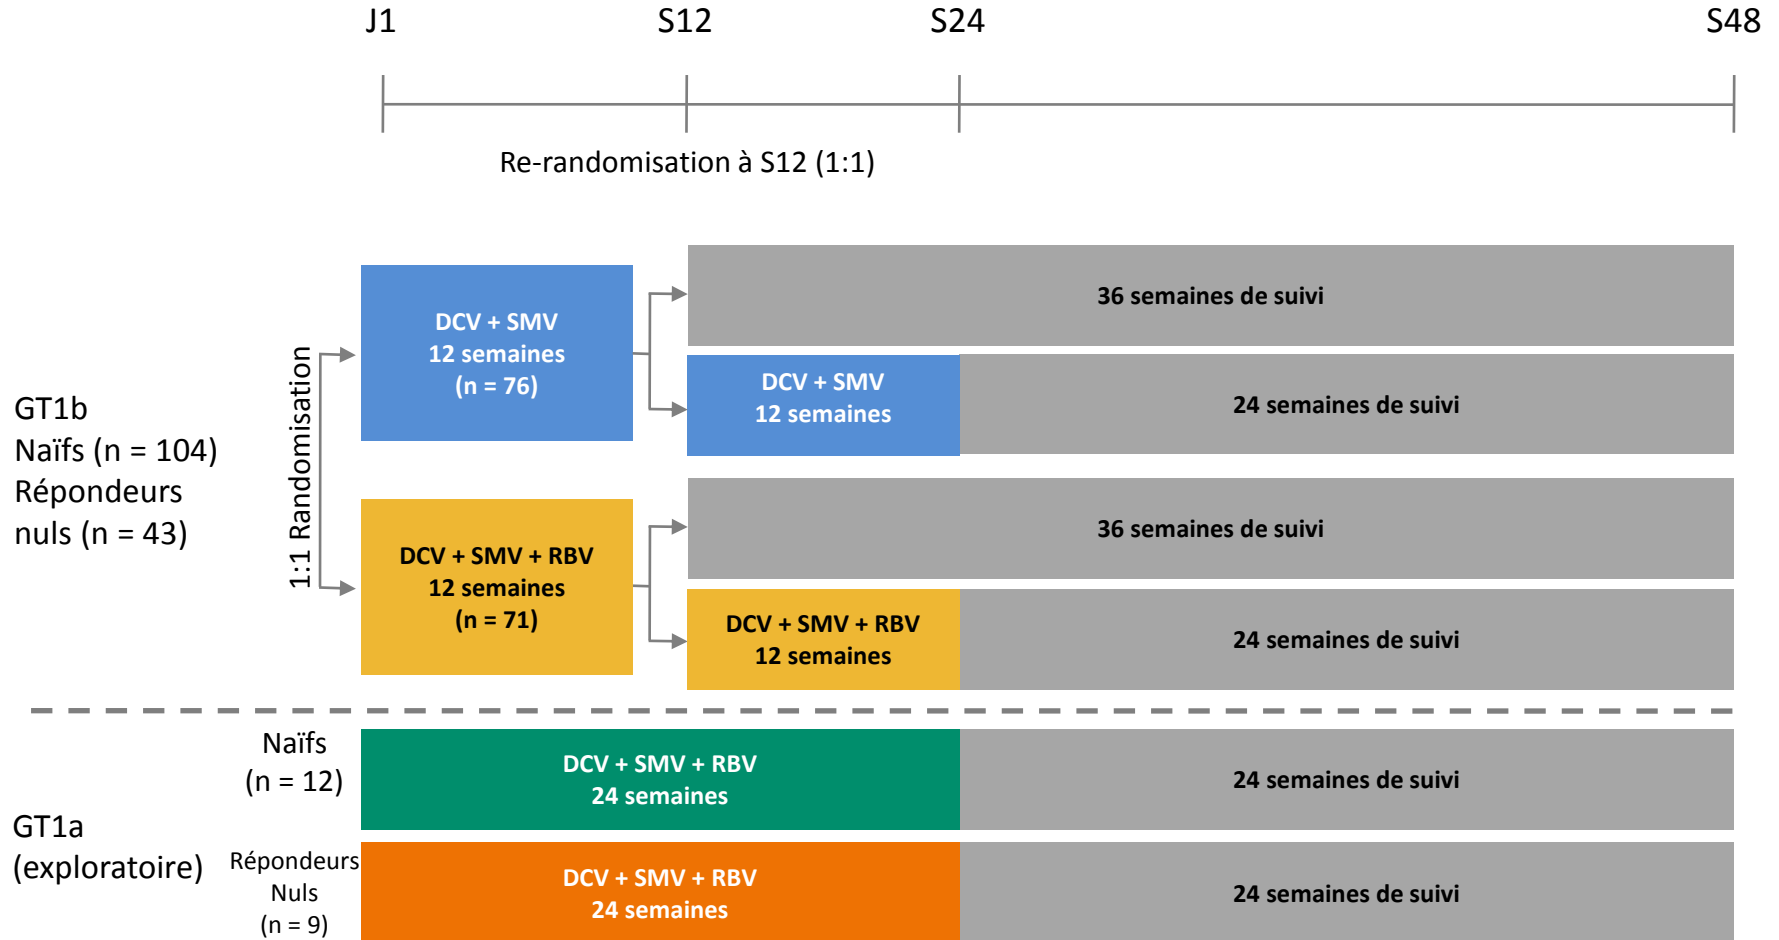 J1
S12
S24
S48
Re-randomisation à S12 (1:1)
GT1b
Naïfs (n = 104)
Répondeurs
nuls (n = 43)
1:1 Randomisation
DCV + SMV
12 semaines
(n = 76)
36 semaines de suivi
DCV + SMV
12 semaines
24 semaines de suivi
DCV + SMV + RBV
12 semaines
(n = 71)
36 semaines de suivi
DCV + SMV + RBV
12 semaines
24 semaines de suivi
GT1a
(exploratoire)
Naïfs
(n = 12)
DCV + SMV + RBV
24 semaines
24 semaines de suivi
Répondeurs
Nuls
(n = 9)
DCV + SMV + RBV
24 semaines
24 semaines de suivi